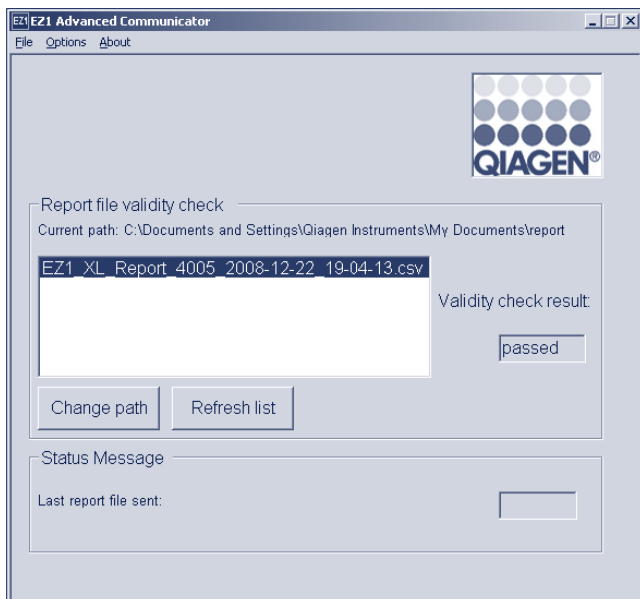 EZ1 EZ1 Advanced Communicator
File Options About
QIAGEN®
Report file validity check
Current path: C:\Documents and Settings\Qiagen Instruments\My Documents\report
EZ1_XL_Report_4005_2008-12-22_19-04-13.csv
Validity check result:
passed
Change path Refresh list
Status Message
Last report file sent: